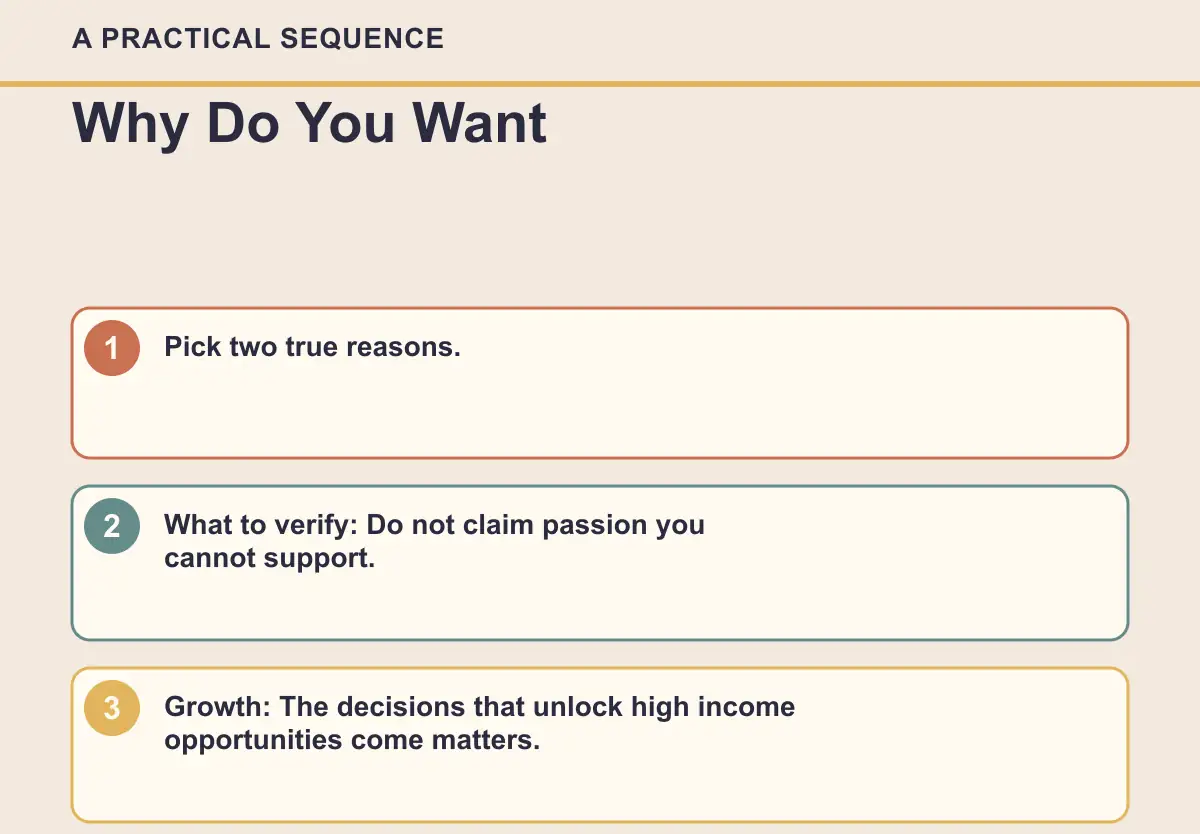 A PRACTICAL SEQUENCE
Why Do You Want
1
Pick two true reasons.
2
What to verify: Do not claim passion you
cannot support.
3
Growth: The decisions that unlock high income
opportunities come matters.